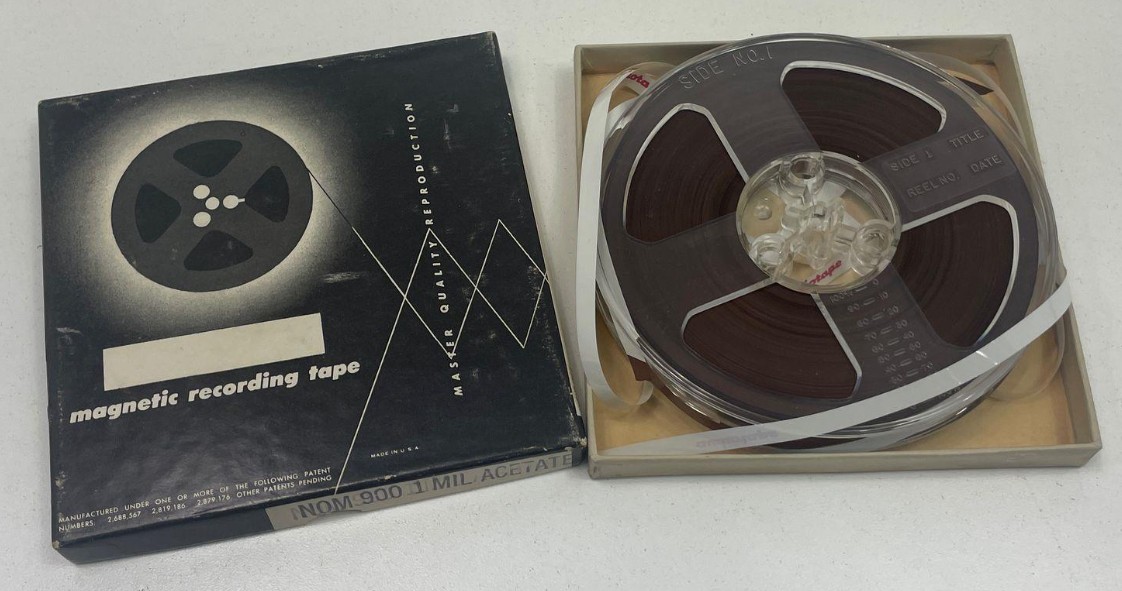 MASTER QUALITY REPRODUCTION
magnetic recording tape
MADE IN U S A
MANUFACTURED UNDER ONE OR MORE OF THE FOLLOWING PATENT
NUMBERS. 2,688,567 2,819,186 2,879,176 OTHER PATENTS PENDING
NOM 900 1 MIL ACETATE
SIDE NO. 1
SIDE 1 TITLE
REEL NO. DATE